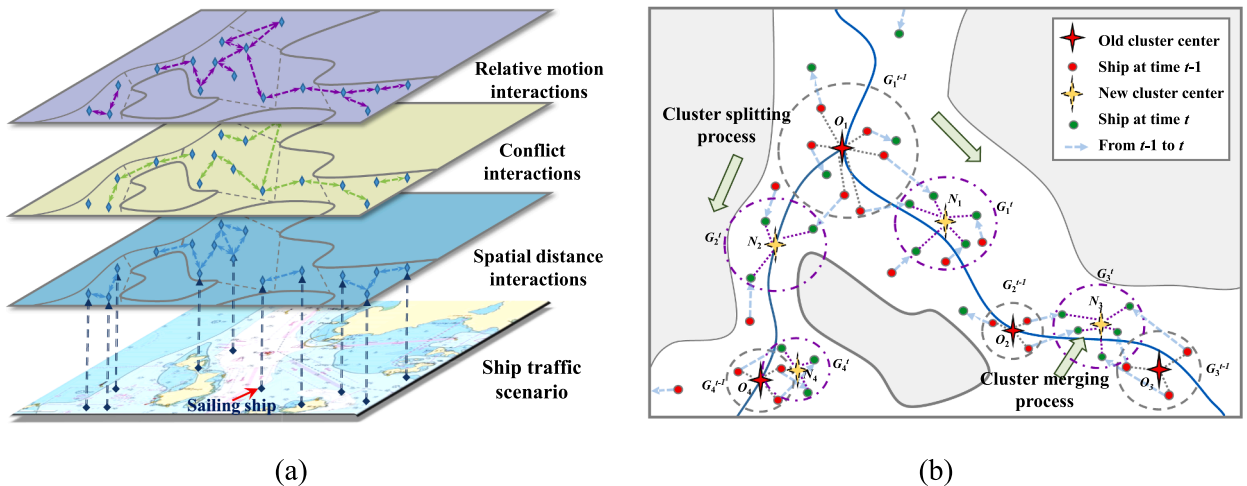 Relative motion
interactions
Conflict
interactions
Spatial distance
interactions
Ship traffic
scenario
Sailing ship
(a)
Old cluster center
Ship at time t-1
New cluster center
Ship at time t
From t-1 to t
Cluster splitting
process
G₁ᵗ⁻¹
O₁
N₁
G₁ᵗ
G₂ᵗ
N₂
G₂ᵗ⁻¹
G₃ᵗ
N₃
O₂
O₃
G₃ᵗ⁻¹
Cluster merging
process
G₄ᵗ⁻¹
O₄
N₄
G₄ᵗ
(b)